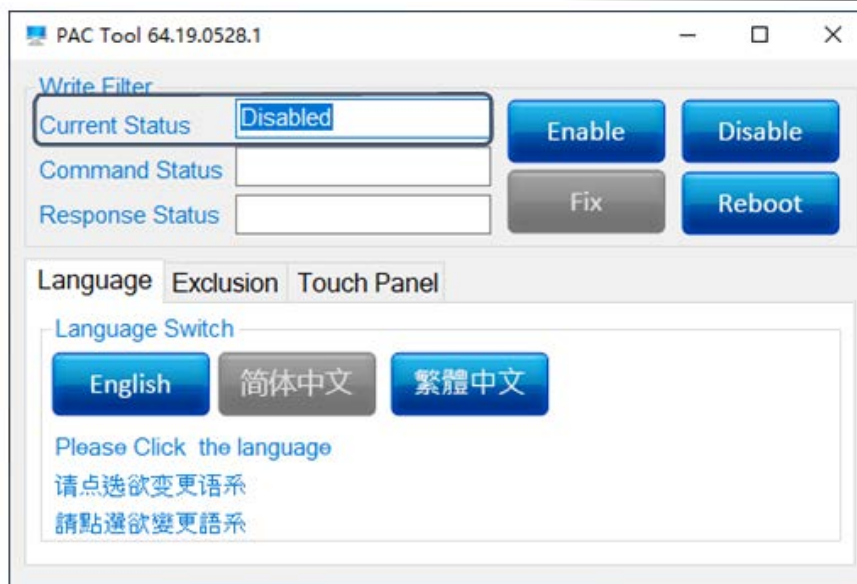 PAC Tool 64.19.0528.1
Write Filter
Current Status Disabled Enable Disable
Command Status
Response Status Fix Reboot
Language Exclusion Touch Panel
Language Switch
English 简体中文 繁體中文
Please Click the language
请点选欲变更语系
請點選欲變更語系